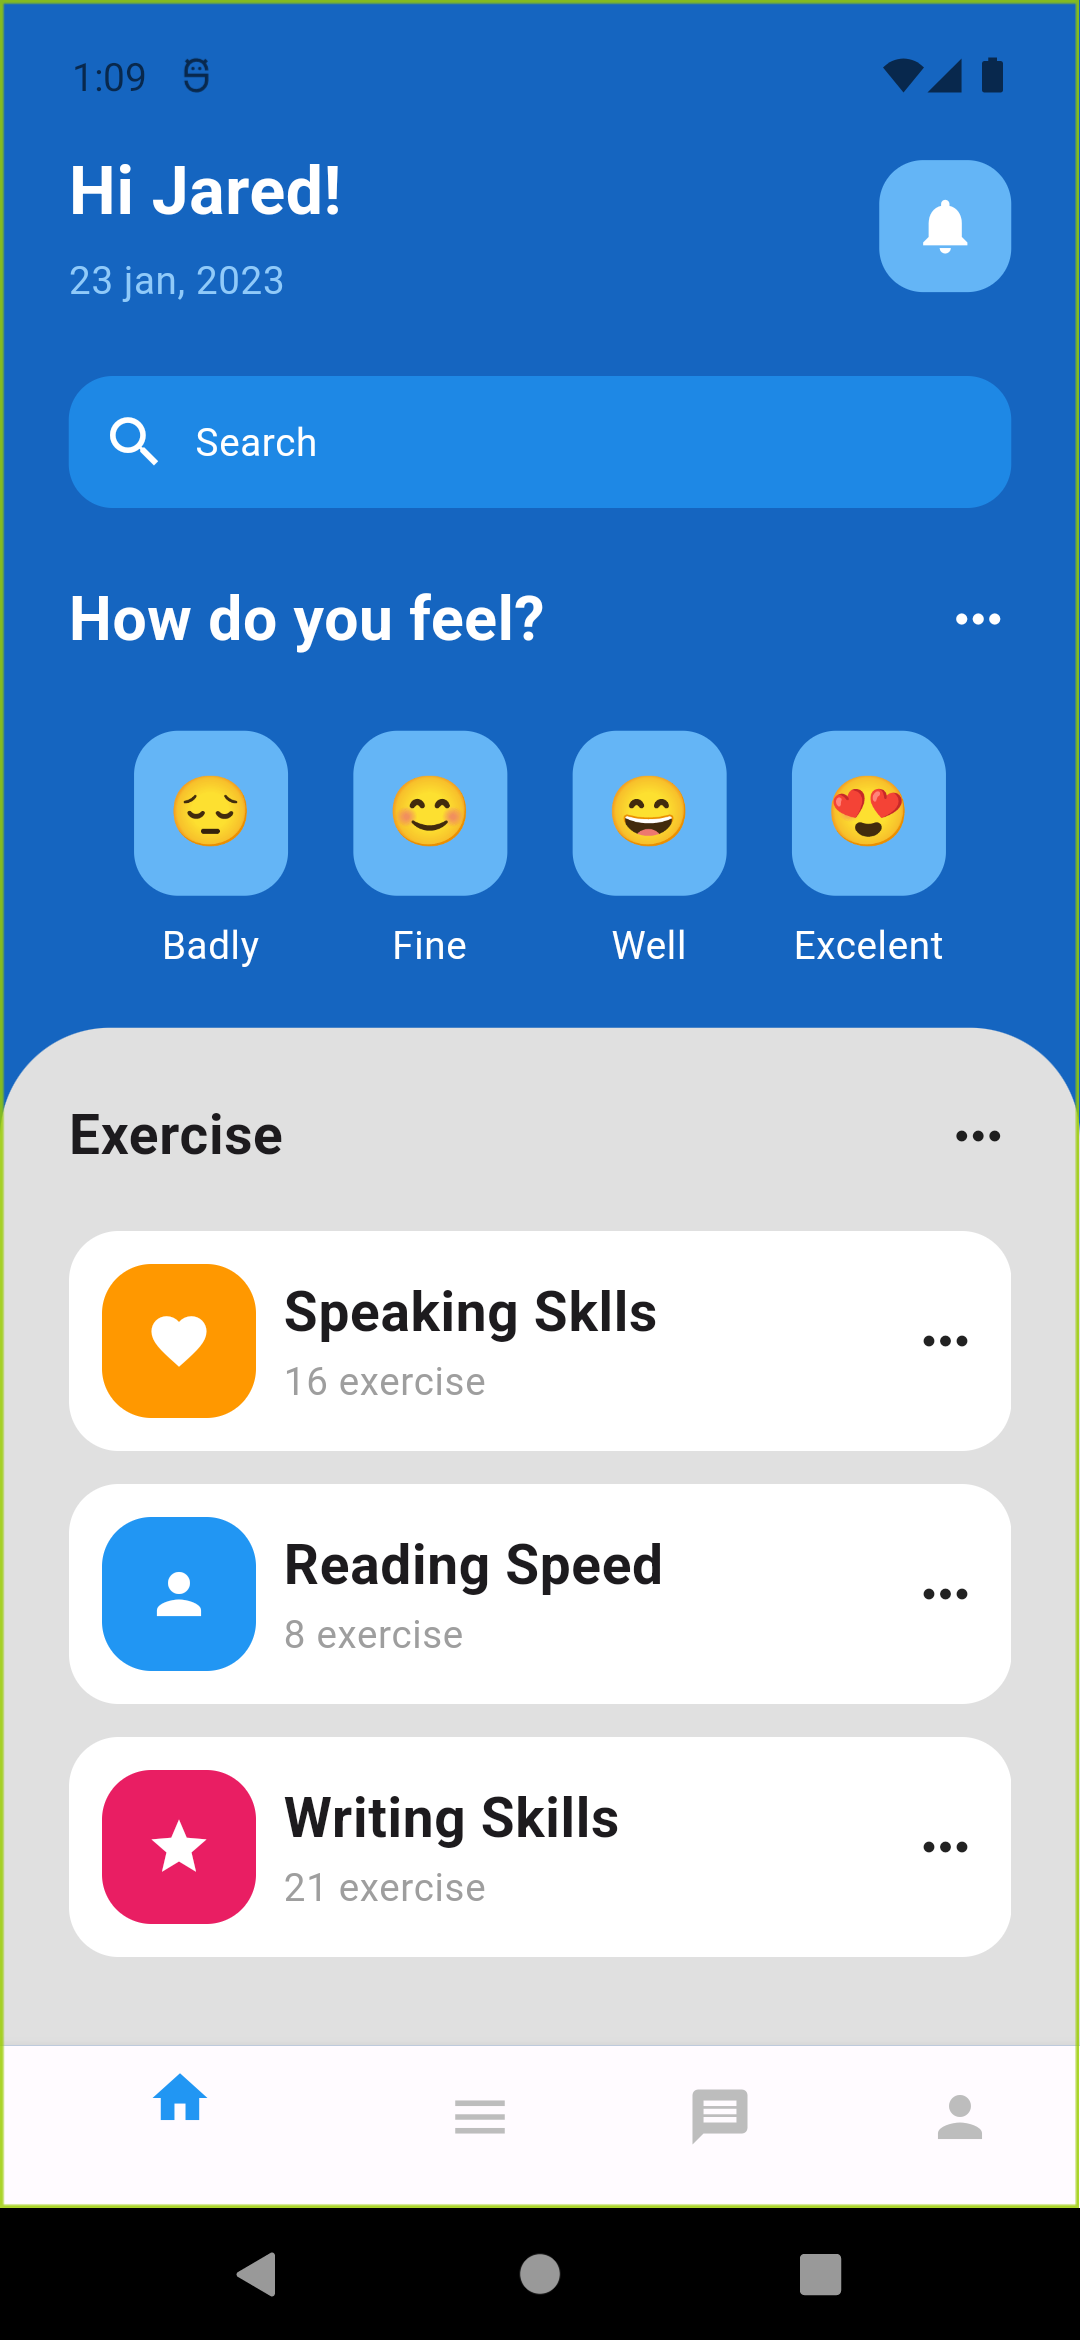 1:09
Hi Jared!
23 jan, 2023
Search
How do you feel?
Badly
Fine
Well
Excelent
Exercise
Speaking Sklls
16 exercise
Reading Speed
8 exercise
Writing Skills
21 exercise